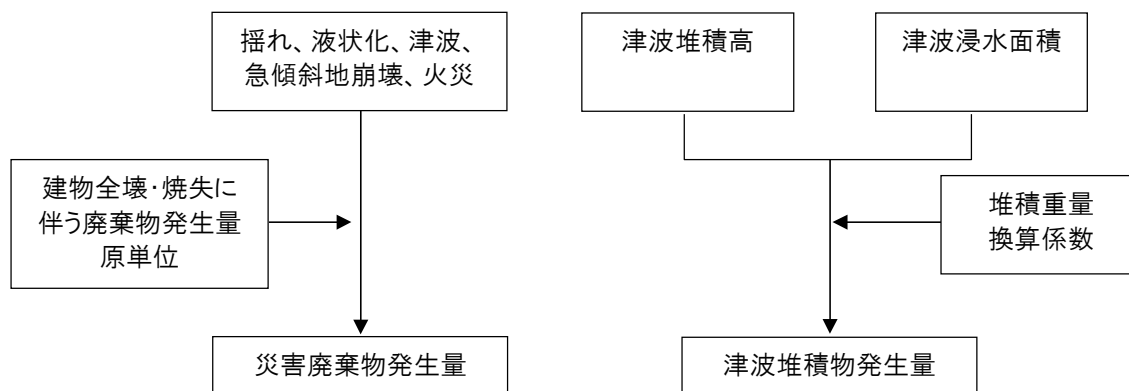 揺れ、液状化、津波、
急傾斜地崩壊、火災
津波堆積高
津波浸水面積
建物全壊・焼失に
伴う廃棄物発生量
原単位
堆積重量
換算係数
災害廃棄物発生量
津波堆積物発生量